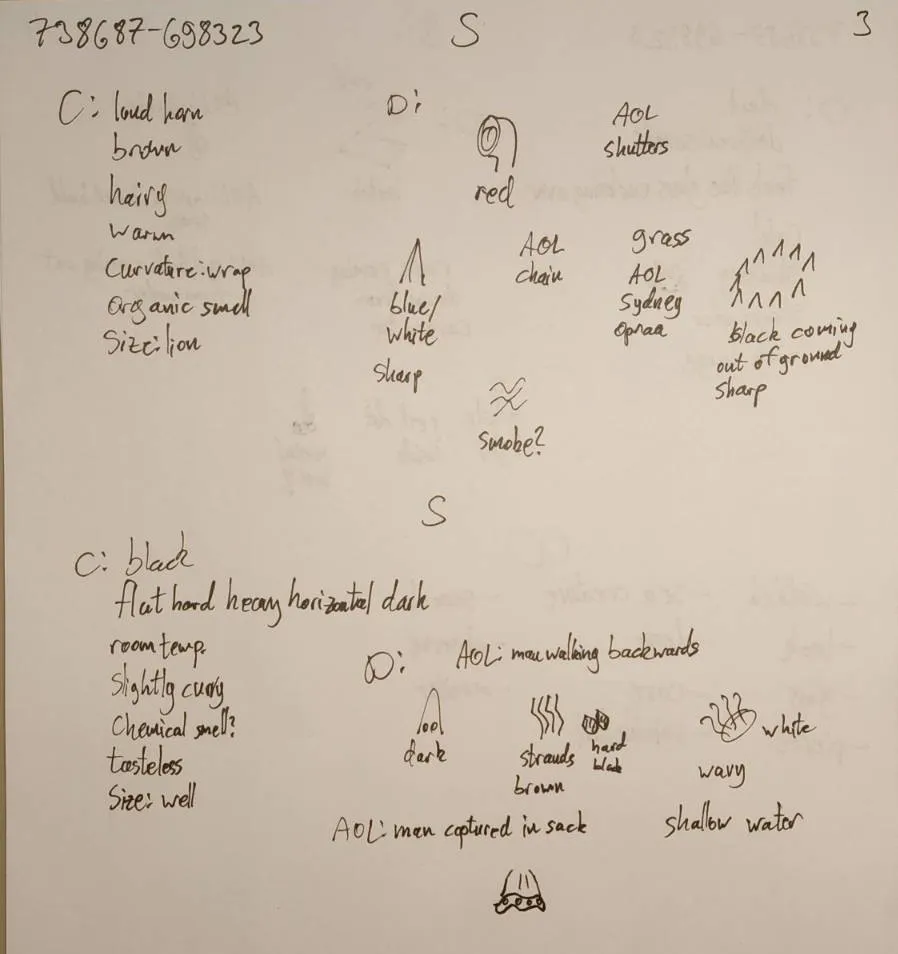 738687-698323
S
3
C: loud horn
brown
hairy
warm
Curvature: wrap
Organic smell
Size: lion
D:
red
AOL
shutters
blue/
white
sharp
AOL
chain
grass
AOL
Sydney
opraa
black coming
out of ground
sharp
smobe?
S
C: black
flat hard heavy horizontal dark
room temp.
Slightly curvy
Chemical smell?
tasteless
Size: well
D:
AOL: man walking backwards
dark
strands
brown
hard
black
white
wavy
AOL: man captured in sack
shallow water